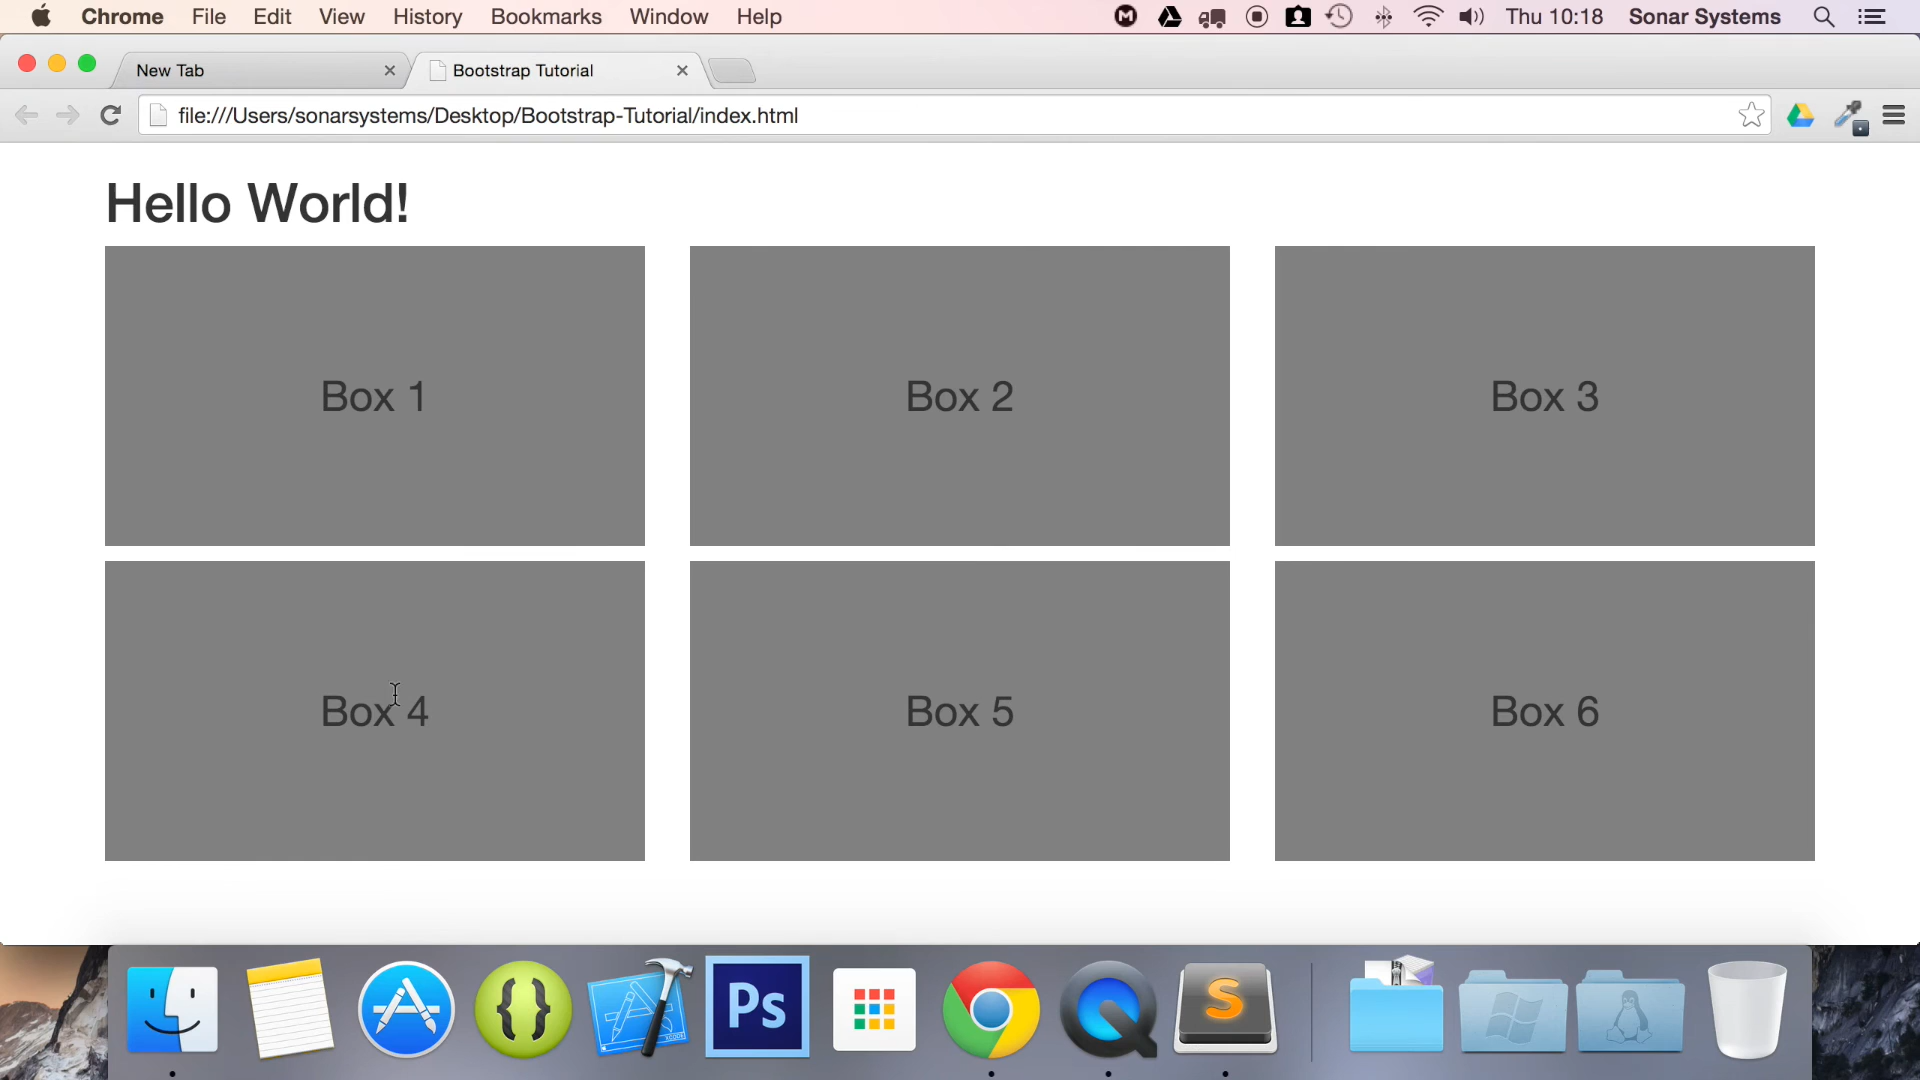 Chrome File Edit View History Bookmarks Window Help Thu 10:18 Sonar Systems
New Tab Bootstrap Tutorial
file:///Users/sonarsystems/Desktop/Bootstrap-Tutorial/index.html
Hello World!
Box 1 Box 2 Box 3
Box 4 Box 5 Box 6
Ps